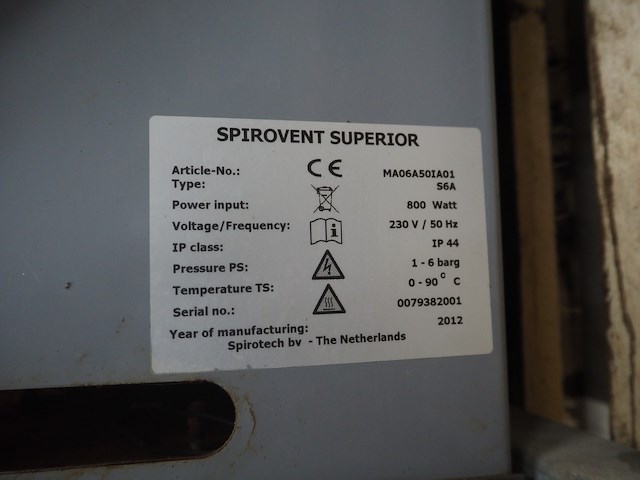 SPIROVENT SUPERIOR
CE
Article-No.: MA06A50IA01
Type: S6A
Power input: 800 Watt
Voltage/Frequency: 230 V / 50 Hz
IP class: IP 44
Pressure PS: 1 - 6 barg
Temperature TS: 0 - 90° C
Serial no.: 0079382001
Year of manufacturing: 2012
Spirotech bv - The Netherlands